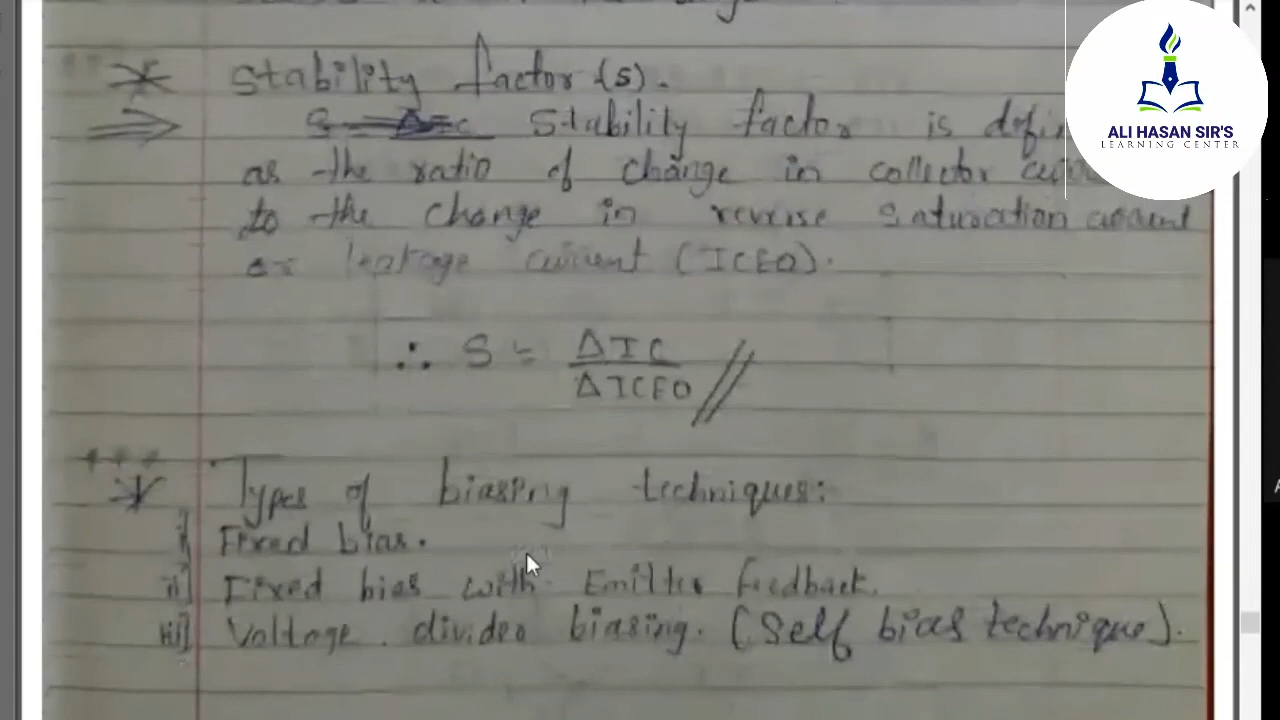 * Stability factor (s).
⇒ Stability factor is defi
as the ratio of change in collector
to the change in reverse saturation current
or leakage current (ICEO).
∴ S = ΔIC / ΔICEO //
+ + +
* Types of biasing techniques:
i] Fixed bias.
ii] Fixed bias with Emitter feedback.
iii] Voltage divider biasing. (Self bias technique).
ALI HASAN SIR'S
LEARNING CENTER